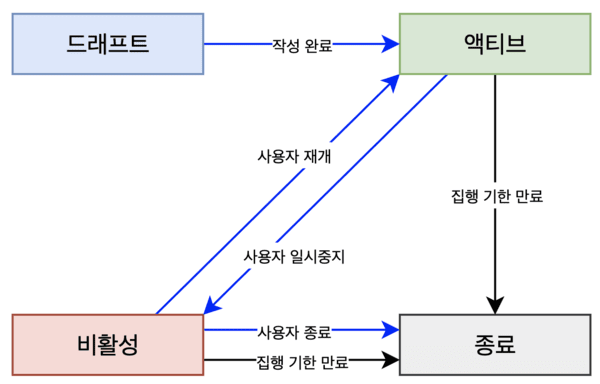 드래프트
작성 완료
액티브
사용자 재개
집행 기한 만료
사용자 일시중지
비활성
사용자 종료
집행 기한 만료
종료